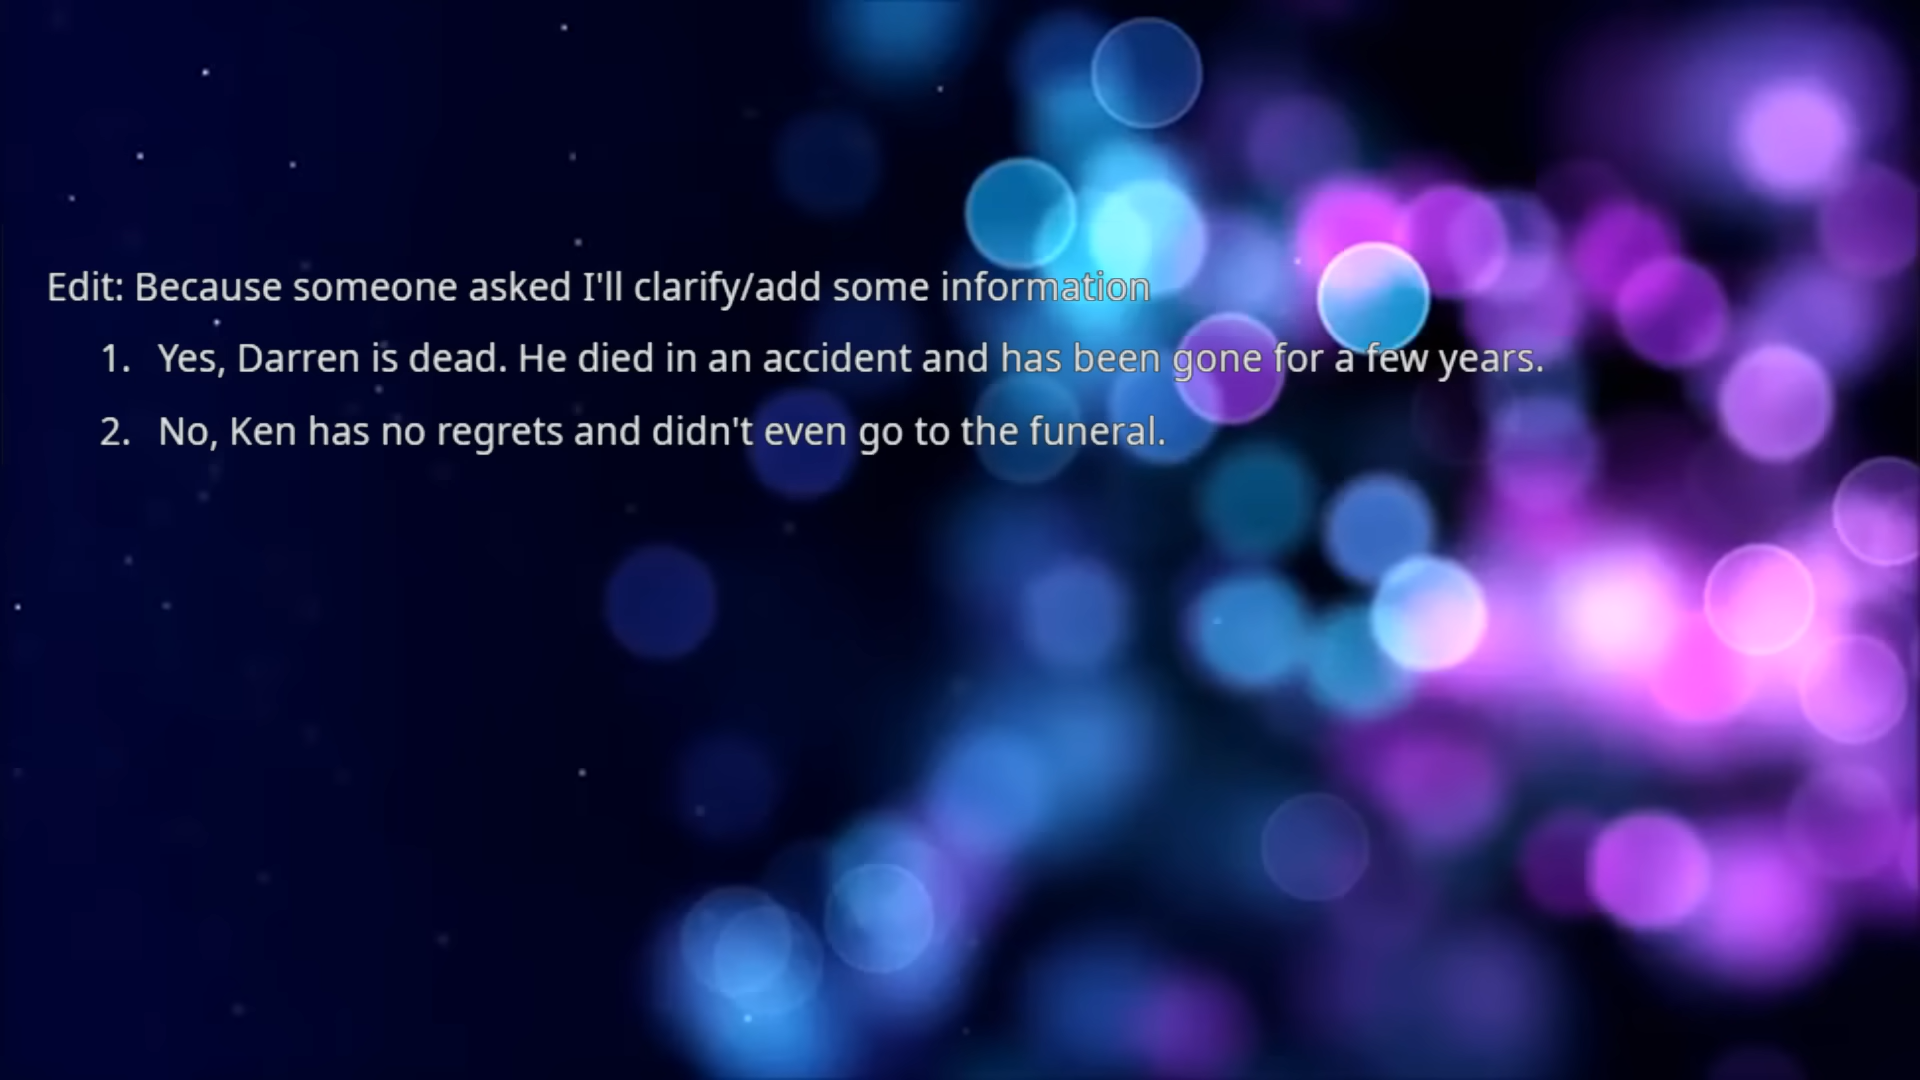 Edit: Because someone asked I'll clarify/add some information
1. Yes, Darren is dead. He died in an accident and has been gone for a few years.
2. No, Ken has no regrets and didn't even go to the funeral.